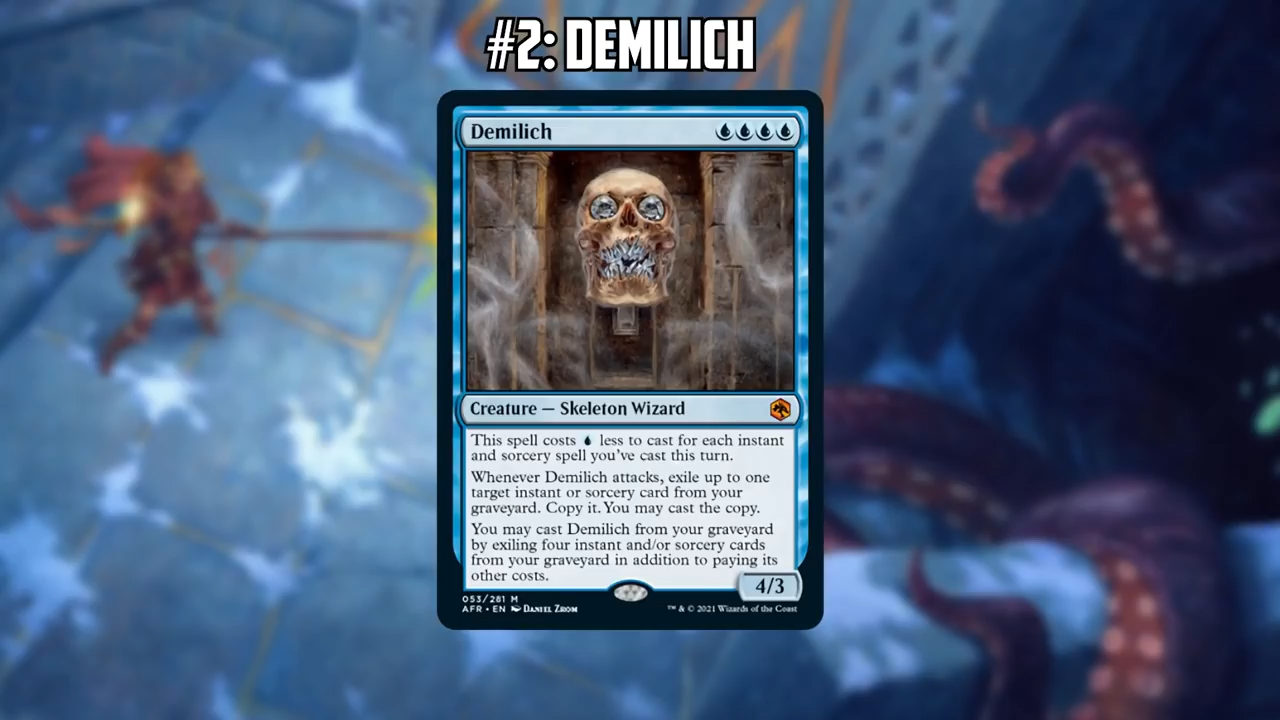 #2: DEMILICH
Demilich
Creature — Skeleton Wizard
This spell costs less to cast for each instant
and sorcery spell you've cast this turn.
Whenever Demilich attacks, exile up to one
target instant or sorcery card from your
graveyard. Copy it. You may cast the copy.
You may cast Demilich from your graveyard
by exiling four instant and/or sorcery cards
from your graveyard in addition to paying its
other costs.
4/3
053/281 M
AFR • EN Daniel Zrom
™ & © 2021 Wizards of the Coast